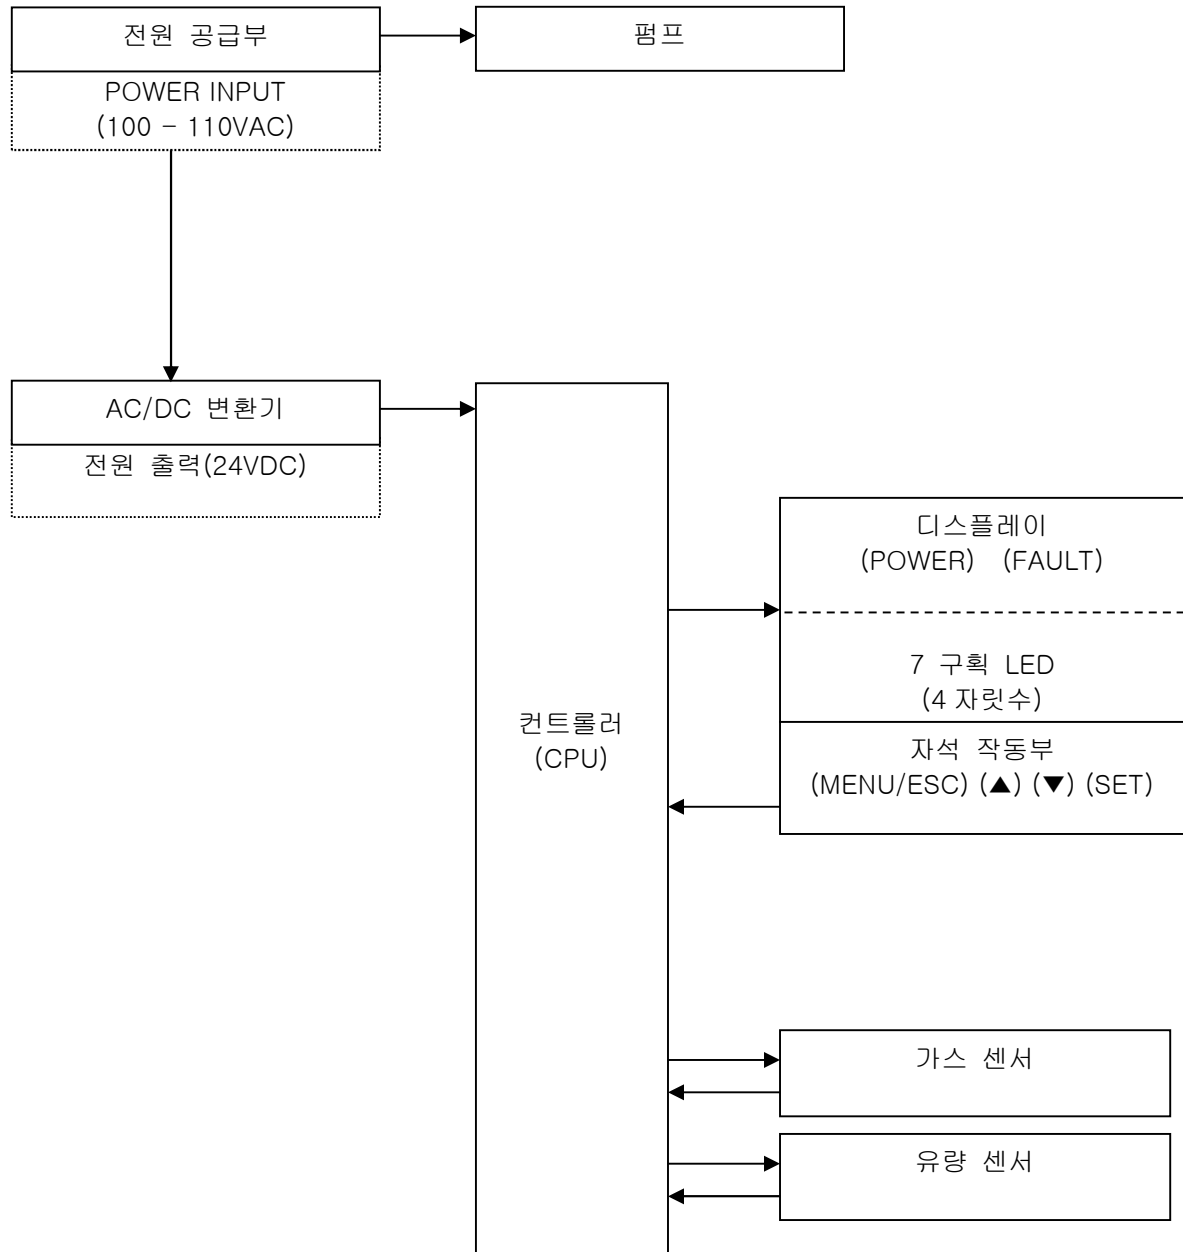 전원 공급부
펌프
POWER INPUT
(100 – 110VAC)
AC/DC 변환기
전원 출력(24VDC)
디스플레이
(POWER) (FAULT)
7 구획 LED
(4 자릿수)
컨트롤러
(CPU)
자석 작동부
(MENU/ESC) (▲) (▼) (SET)
가스 센서
유량 센서